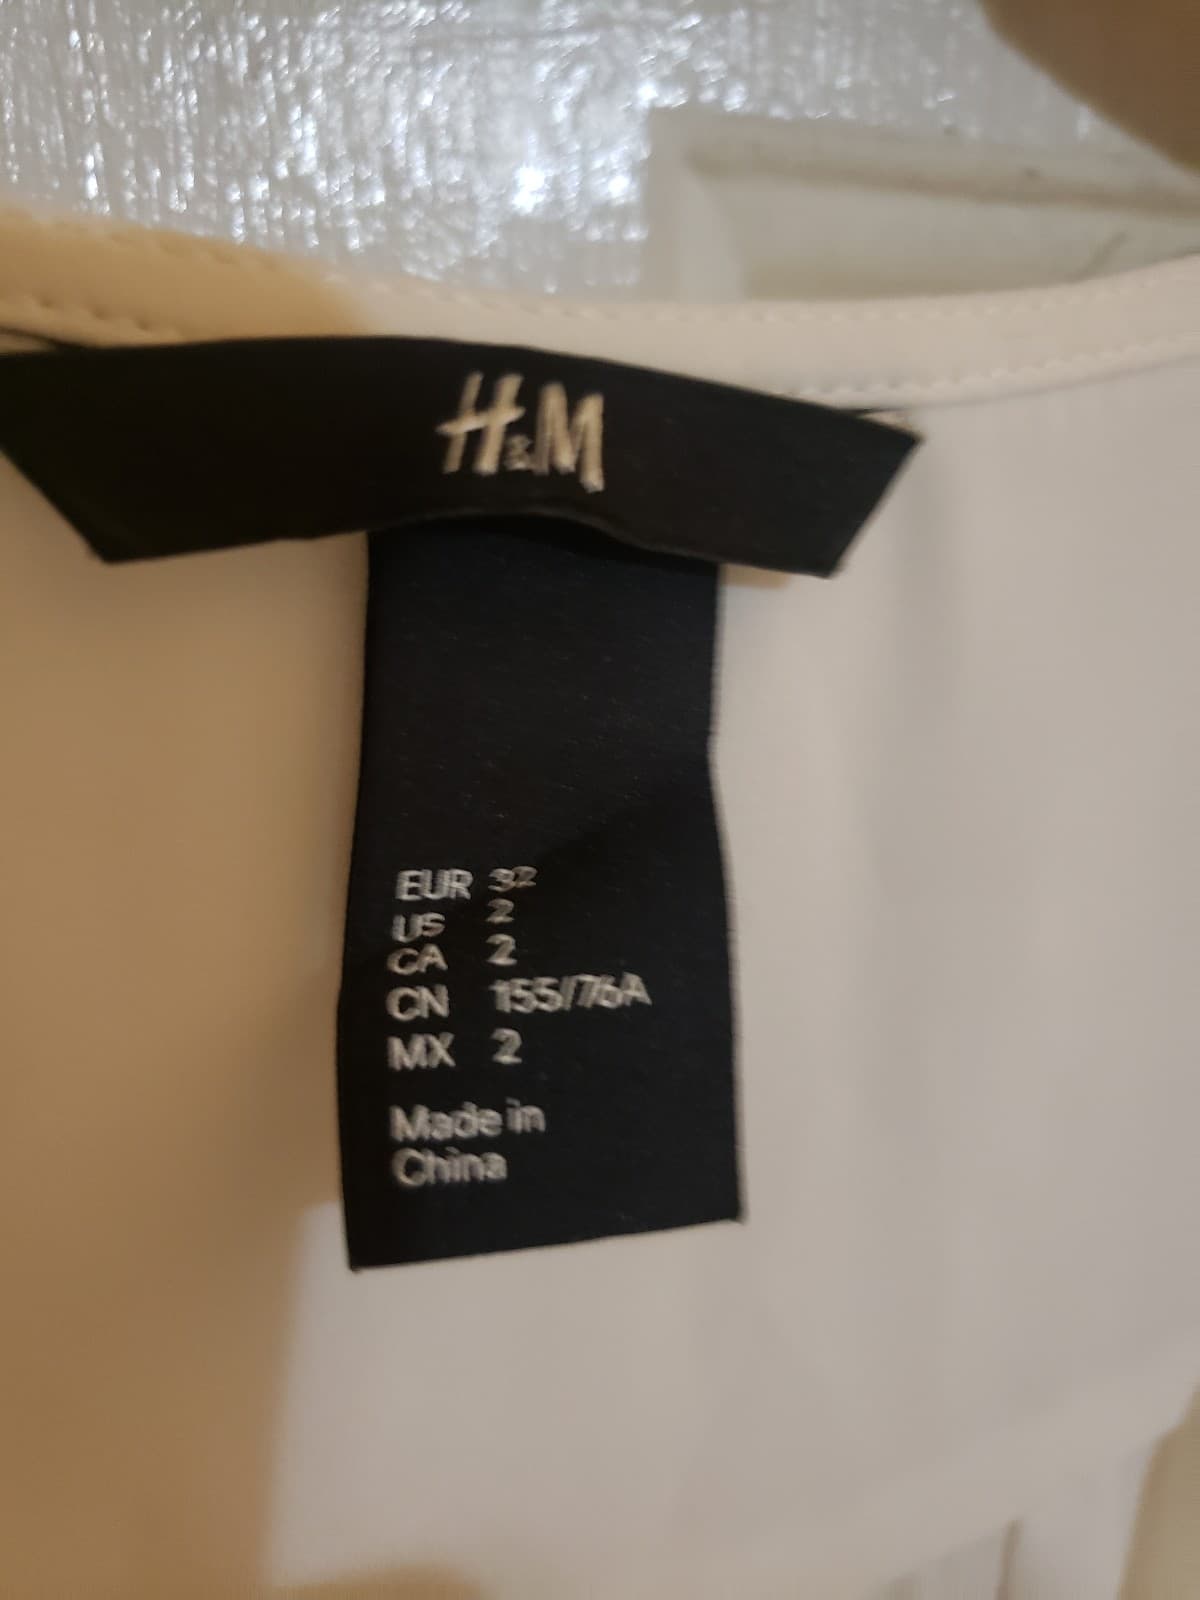 H&M
EUR 32
US 2
CA 2
CN 155/76A
MX 2
Made in
China